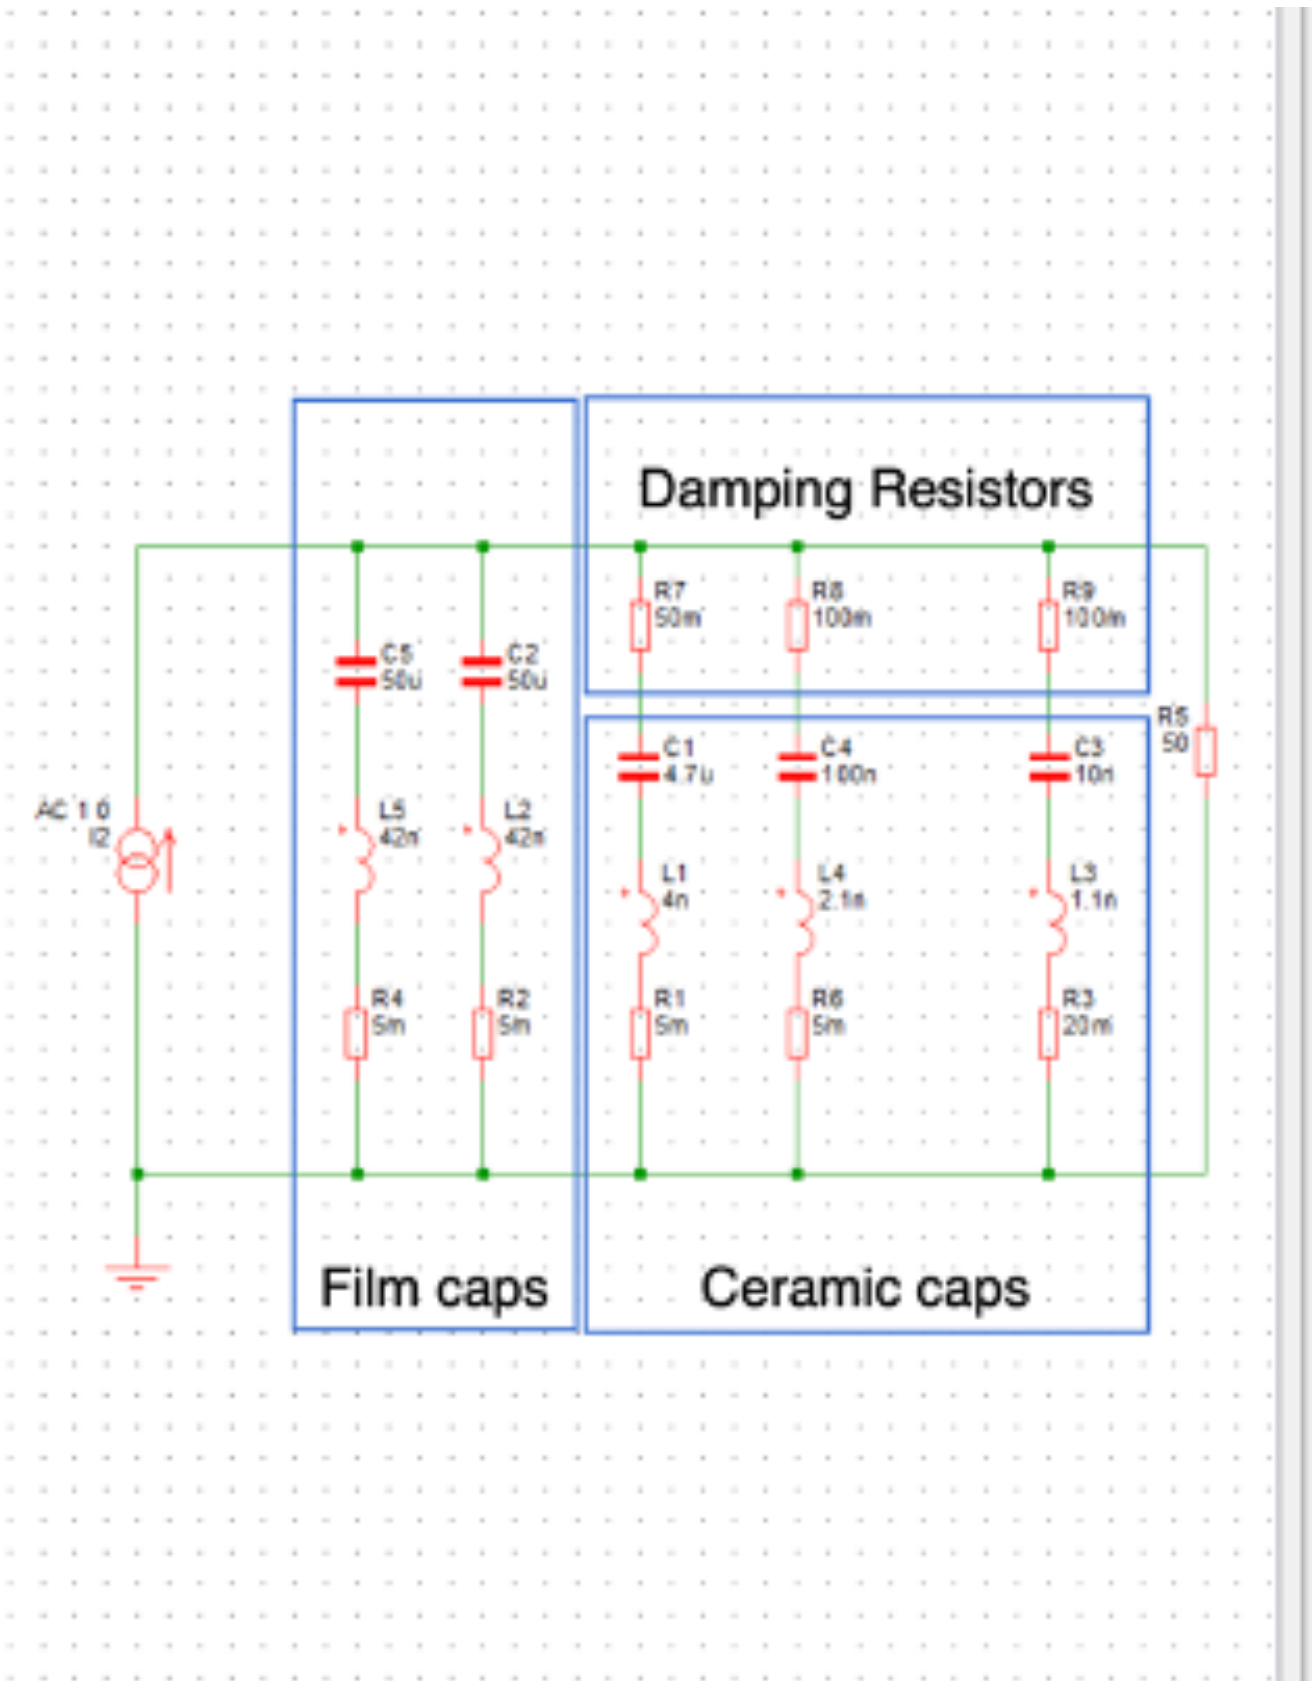 Damping Resistors
R7
50m
R8
100m
R9
100m
C5
50u
C2
50u
C1
4.7u
C4
100n
C3
10n
R5
50
AC 1 0
I2
L5
42n
L2
42n
L1
4n
L4
2.1n
L3
1.1n
R4
5m
R2
5m
R1
5m
R6
5m
R3
20m
Film caps
Ceramic caps